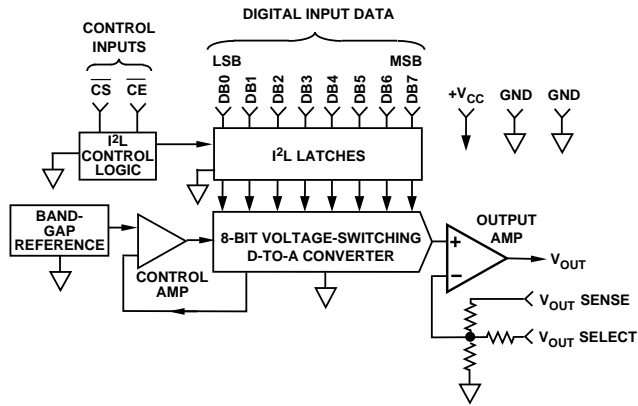 DIGITAL INPUT DATA
CONTROL
INPUTS
LSB
MSB
CS
CE
DB0
DB1
DB2
DB3
DB4
DB5
DB6
DB7
+VCC
GND
GND
I2L
CONTROL
LOGIC
I2L LATCHES
BAND-
GAP
REFERENCE
CONTROL
AMP
8-BIT VOLTAGE-SWITCHING
D-TO-A CONVERTER
OUTPUT
AMP
+
–
VOUT
VOUT SENSE
VOUT SELECT